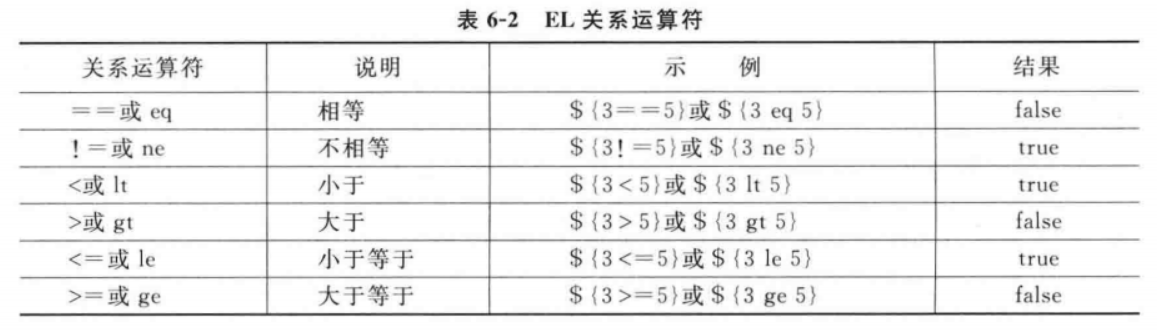 表 6-2 EL 关系运算符
关系运算符 说明 示 例 结果
==或 eq 相等 ${3==5}或 ${3 eq 5} false
!=或 ne 不相等 ${3!=5}或 ${3 ne 5} true
<或 lt 小于 ${3<5}或 ${3 lt 5} true
>或 gt 大于 ${3>5}或 ${3 gt 5} false
<=或 le 小于等于 ${3<=5}或 ${3 le 5} true
>=或 ge 大于等于 ${3>=5}或 ${3 ge 5} false